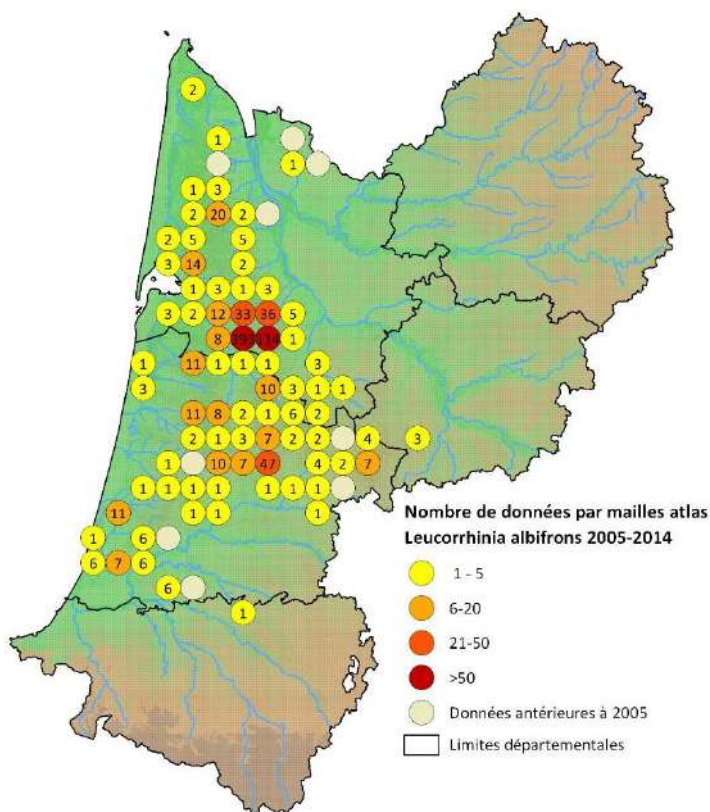 2
1
1
1 3
2 20 2
2 5 5
3 14 2
1 3 1 3
3 2 12 33 36 5
8 1
1 11 1 1 1 3
3 10 3 1 1
11 8 2 1 6 2
2 1 3 7 2 2 4 3
1 10 7 47 4 2 7
1 1 1 1 1 1 1
11 1 1 1
1 6
6 7 6
6
1
Nombre de données par mailles atlas
Leucorrhinia albifrons 2005-2014
1 - 5
6-20
21-50
>50
Données antérieures à 2005
Limites départementales